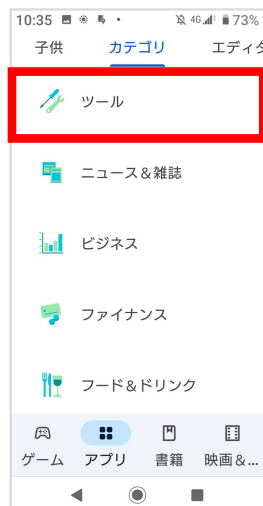 10:35 4G 73%
子供 カテゴリ エディタ
ツール
ニュース＆雑誌
ビジネス
ファイナンス
フード＆ドリンク
ゲーム アプリ 書籍 映画＆...